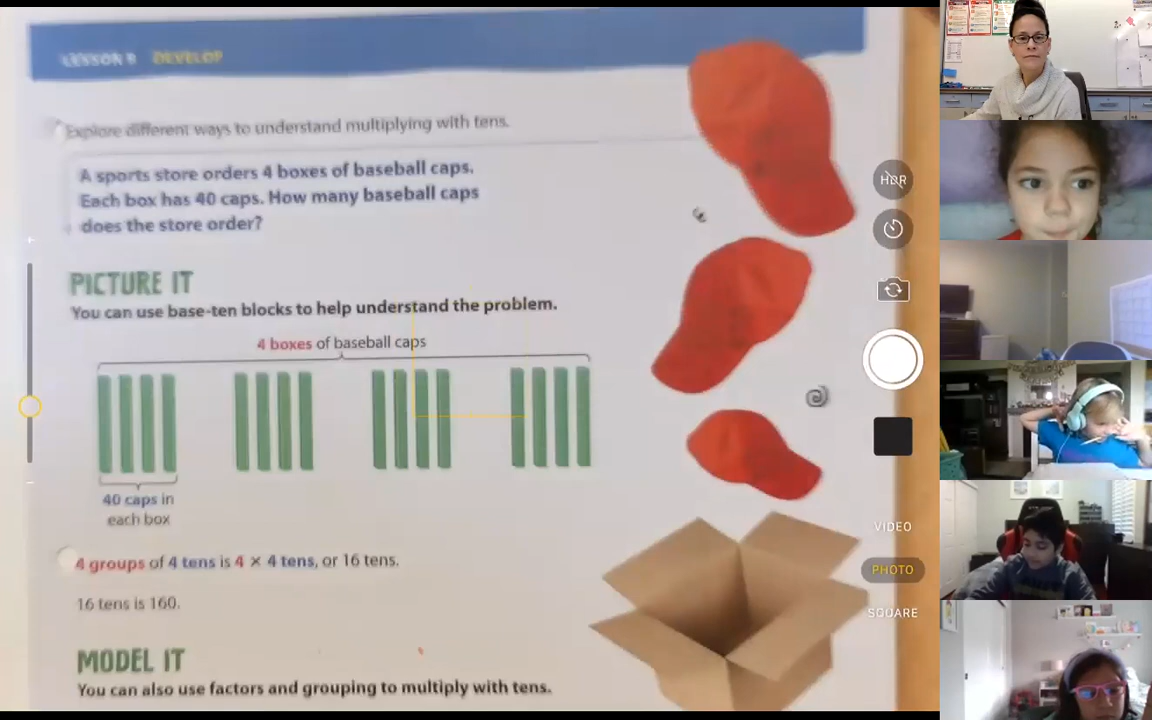 LESSON 8 DEVELOP
Explore different ways to understand multiplying with tens.
A sports store orders 4 boxes of baseball caps.
Each box has 40 caps. How many baseball caps
does the store order?
PICTURE IT
You can use base-ten blocks to help understand the problem.
4 boxes of baseball caps
40 caps in
each box
4 groups of 4 tens is 4 × 4 tens, or 16 tens.
16 tens is 160.
MODEL IT
You can also use factors and grouping to multiply with tens.
HDR
VIDEO
PHOTO
SQUARE